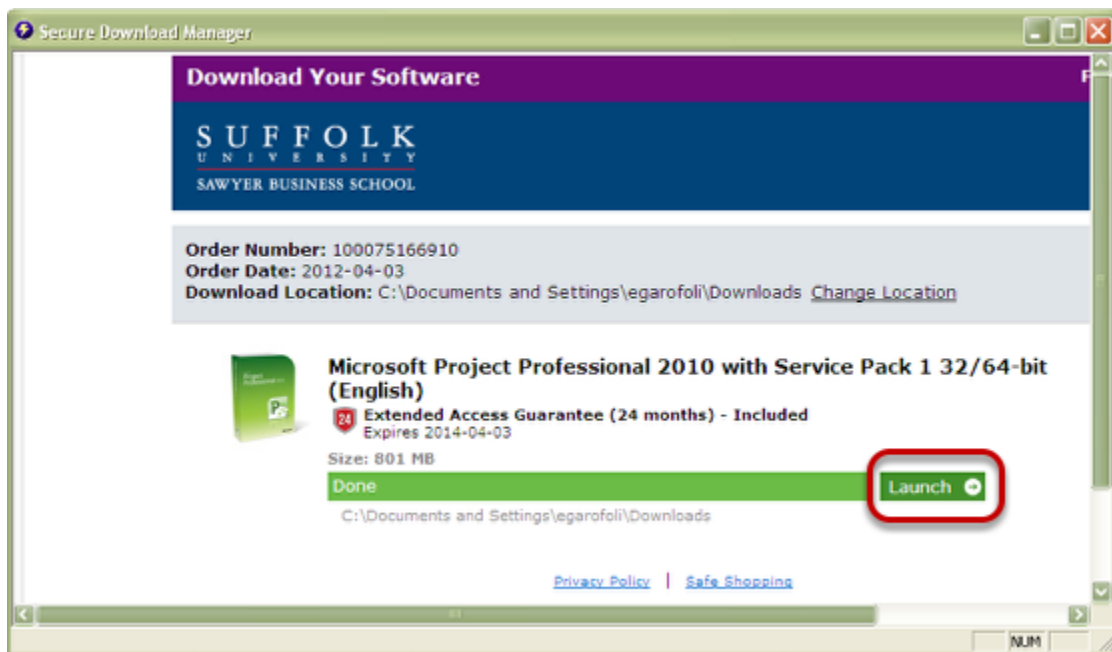 Secure Download Manager
Download Your Software
SUFFOLK
UNIVERSITY
SAWYER BUSINESS SCHOOL
Order Number: 100075166910
Order Date: 2012-04-03
Download Location: C:\Documents and Settings\egarofoli\Downloads Change Location
Microsoft Project Professional 2010 with Service Pack 1 32/64-bit
(English)
24 Extended Access Guarantee (24 months) - Included
Expires 2014-04-03
Size: 801 MB
Done Launch
C:\Documents and Settings\egarofoli\Downloads
Privacy Policy | Safe Shopping
NUM